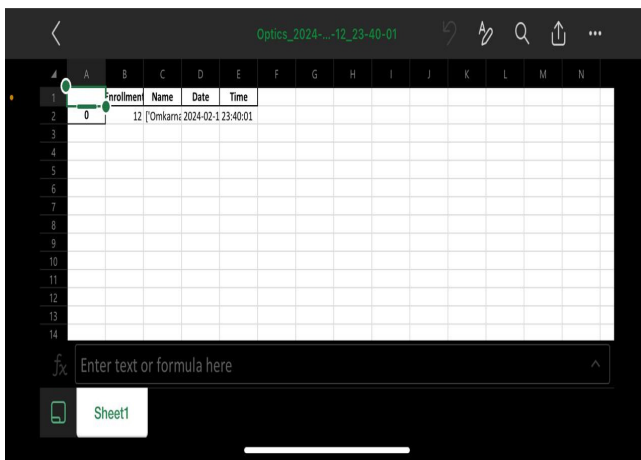 Optics_2024-...-12_23-40-01
A B C D E F G H I J K L M N
1 Enrollment Name Date Time
2 0 12 ['Omkarna 2024-02-1 23:40:01
3
4
5
6
7
8
9
10
11
12
13
14
fx Enter text or formula here
Sheet1